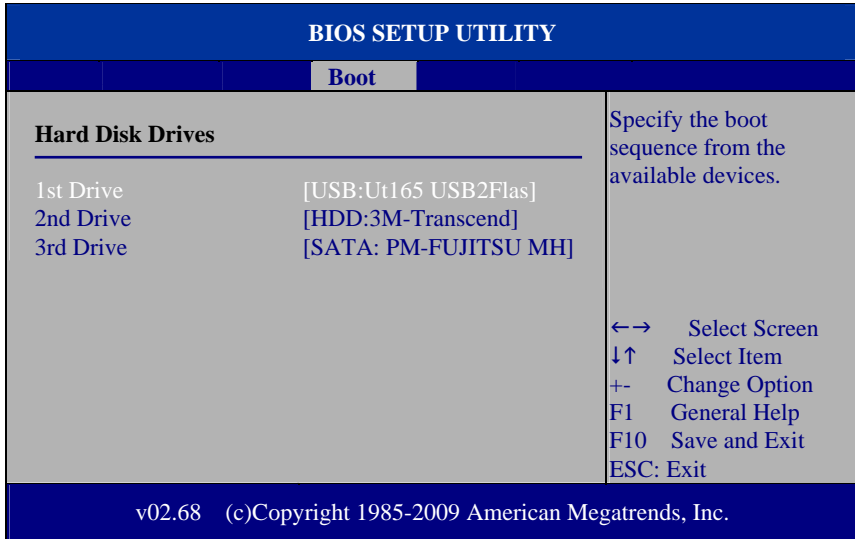 BIOS SETUP UTILITY
Boot
Hard Disk Drives
1st Drive [USB:Ut165 USB2Flas]
2nd Drive [HDD:3M-Transcend]
3rd Drive [SATA: PM-FUJITSU MH]
Specify the boot
sequence from the
available devices.
←→ Select Screen
↓↑ Select Item
+- Change Option
F1 General Help
F10 Save and Exit
ESC: Exit
v02.68 (c)Copyright 1985-2009 American Megatrends, Inc.